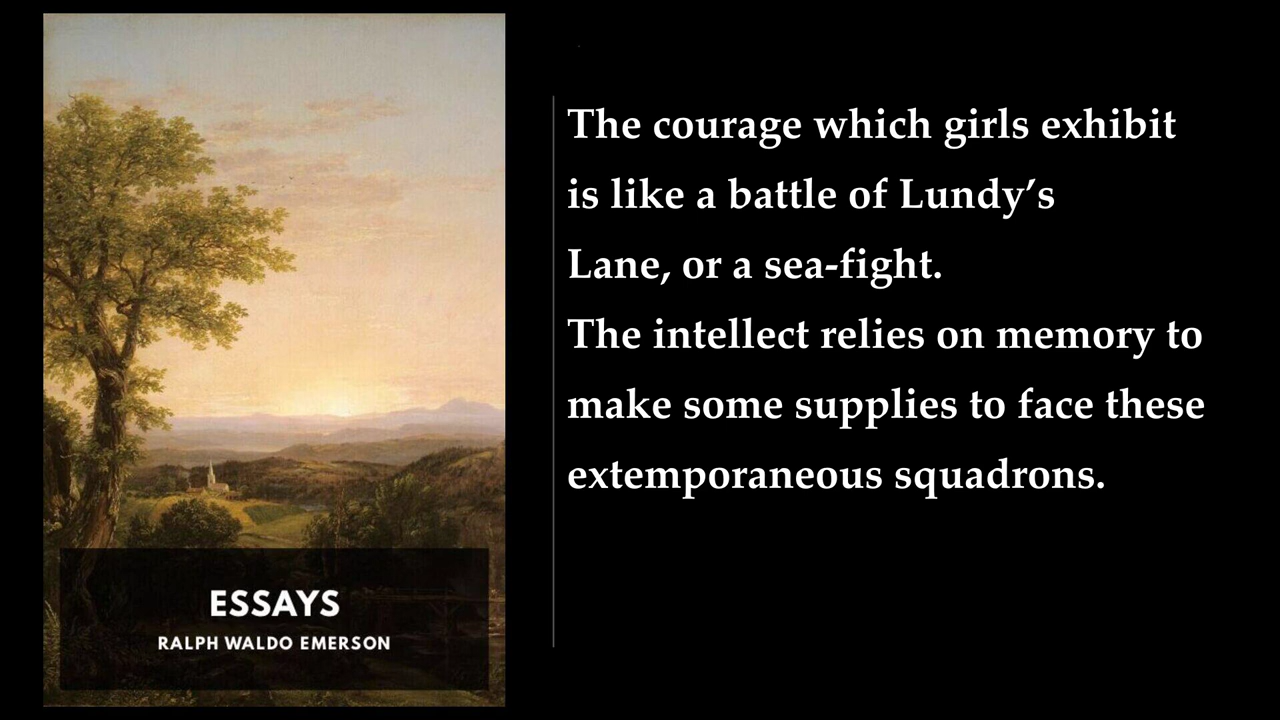 ESSAYS
RALPH WALDO EMERSON
The courage which girls exhibit
is like a battle of Lundy’s
Lane, or a sea-fight.
The intellect relies on memory to
make some supplies to face these
extemporaneous squadrons.